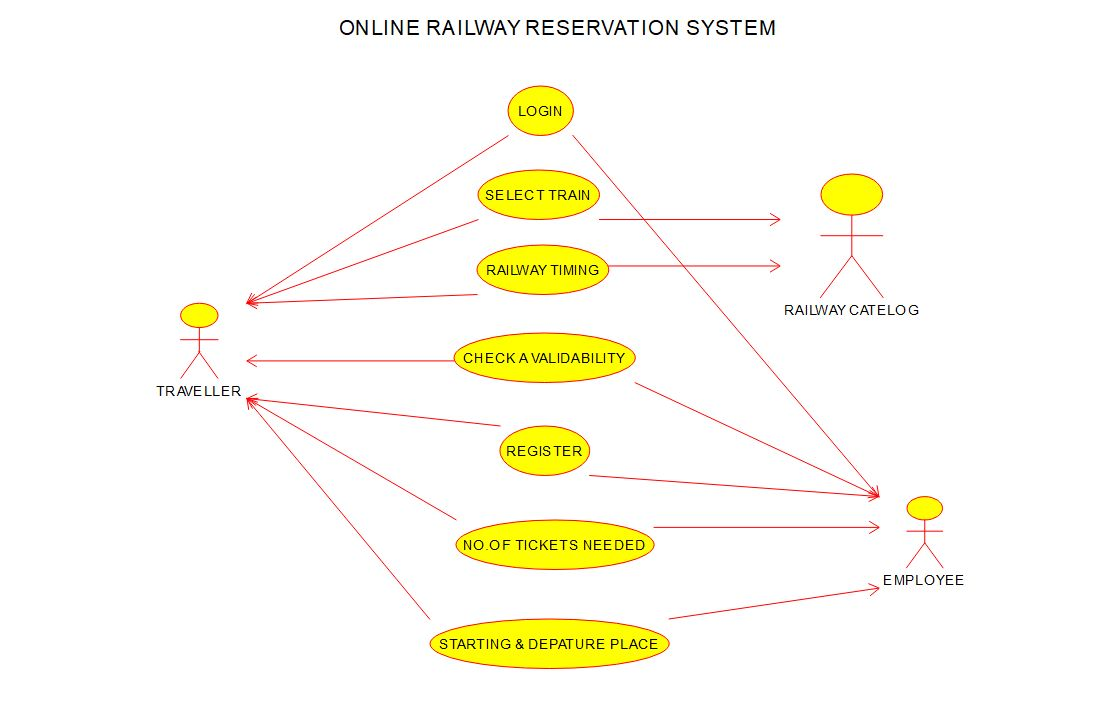 ONLINE RAILWAY RESERVATION SYSTEM
LOGIN
SELECT TRAIN
RAILWAY TIMING
RAILWAY CATELOG
CHECK AVALIDABILITY
TRAVELLER
REGISTER
NO.OF TICKETS NEEDED
EMPLOYEE
STARTING & DEPATURE PLACE